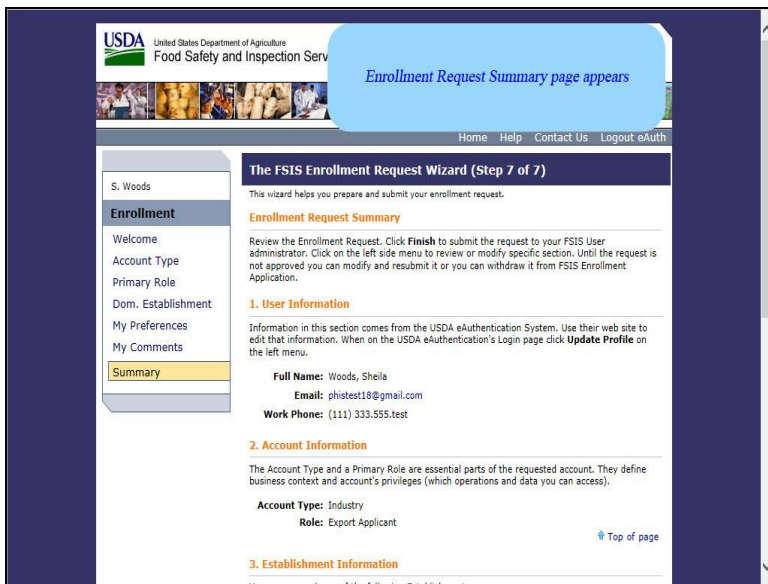 USDA
United States Department of Agriculture
Food Safety and Inspection Serv
Enrollment Request Summary page appears
Home Help Contact Us Logout eAuth
S. Woods
Enrollment
Welcome
Account Type
Primary Role
Dom. Establishment
My Preferences
My Comments
Summary
The FSIS Enrollment Request Wizard (Step 7 of 7)
This wizard helps you prepare and submit your enrollment request.
Enrollment Request Summary
Review the Enrollment Request. Click Finish to submit the request to your FSIS User
administrator. Click on the left side menu to review or modify specific section. Until the request is
not approved you can modify and resubmit it or you can withdraw it from FSIS Enrollment
Application.
1. User Information
Information in this section comes from the USDA eAuthentication System. Use their web site to
edit that information. When on the USDA eAuthentication's Login page click Update Profile on
the left menu.
Full Name: Woods, Sheila
Email: phistest18@gmail.com
Work Phone: (111) 333.555.test
2. Account Information
The Account Type and a Primary Role are essential parts of the requested account. They define
business context and account's privileges (which operations and data you can access).
Account Type: Industry
Role: Export Applicant
Top of page
3. Establishment Information